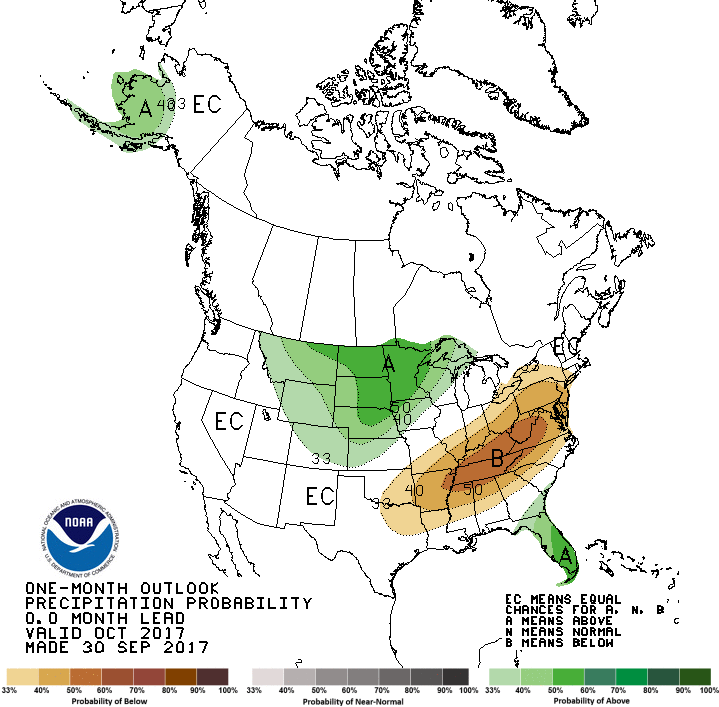 A 40 33 EC
EC
A
50
40
EC
33
B
EC
40
50
33
A
NATIONAL OCEANIC AND ATMOSPHERIC ADMINISTRATION
NOAA
U.S. DEPARTMENT OF COMMERCE
ONE-MONTH OUTLOOK
PRECIPITATION PROBABILITY
0.0 MONTH LEAD
VALID OCT 2017
MADE 30 SEP 2017
EC MEANS EQUAL
CHANCES FOR A, N, B
A MEANS ABOVE
N MEANS NORMAL
B MEANS BELOW
33% 40% 50% 60% 70% 80% 90% 100%
Probability of Below
33% 40% 50% 60% 70% 80% 90% 100%
Probability of Near-Normal
33% 40% 50% 60% 70% 80% 90% 100%
Probability of Above